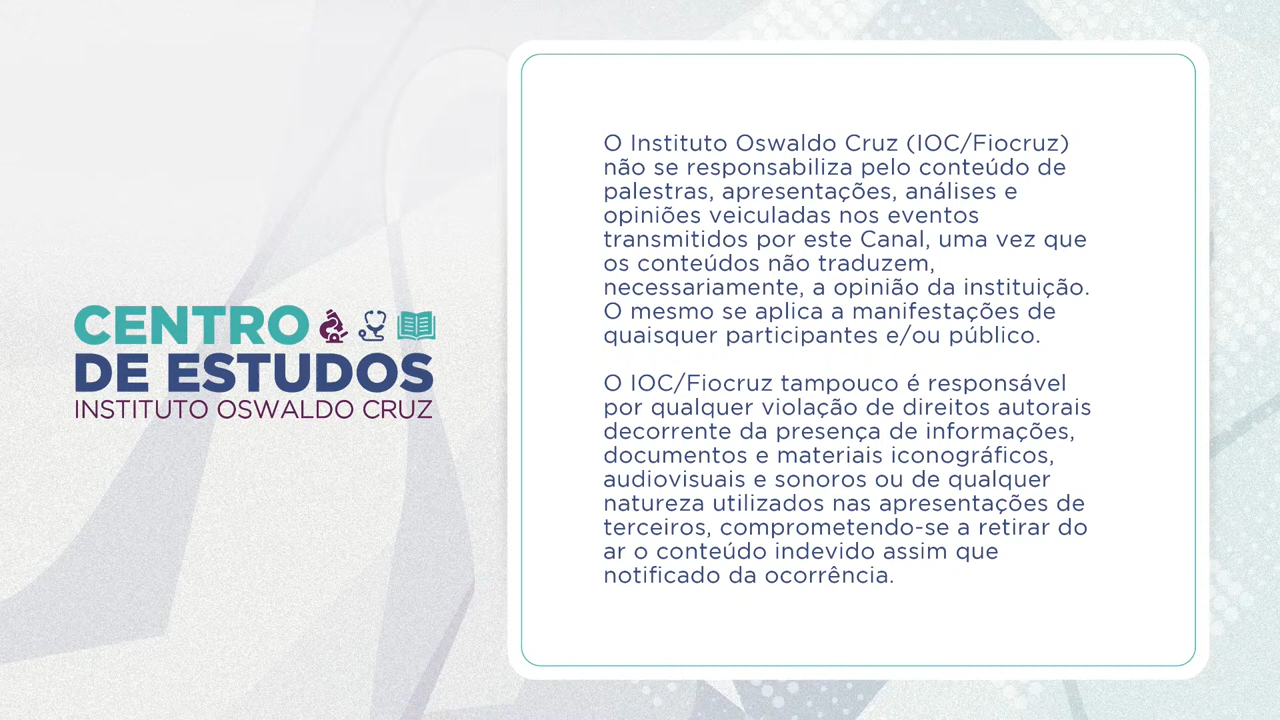 CENTRO
DE ESTUDOS
INSTITUTO OSWALDO CRUZ
O Instituto Oswaldo Cruz (IOC/Fiocruz)
não se responsabiliza pelo conteúdo de
palestras, apresentações, análises e
opiniões veiculadas nos eventos
transmitidos por este Canal, uma vez que
os conteúdos não traduzem,
necessariamente, a opinião da instituição.
O mesmo se aplica a manifestações de
quaisquer participantes e/ou público.
O IOC/Fiocruz tampouco é responsável
por qualquer violação de direitos autorais
decorrente da presença de informações,
documentos e materiais iconográficos,
audiovisuais e sonoros ou de qualquer
natureza utilizados nas apresentações de
terceiros, comprometendo-se a retirar do
ar o conteúdo indevido assim que
notificado da ocorrência.